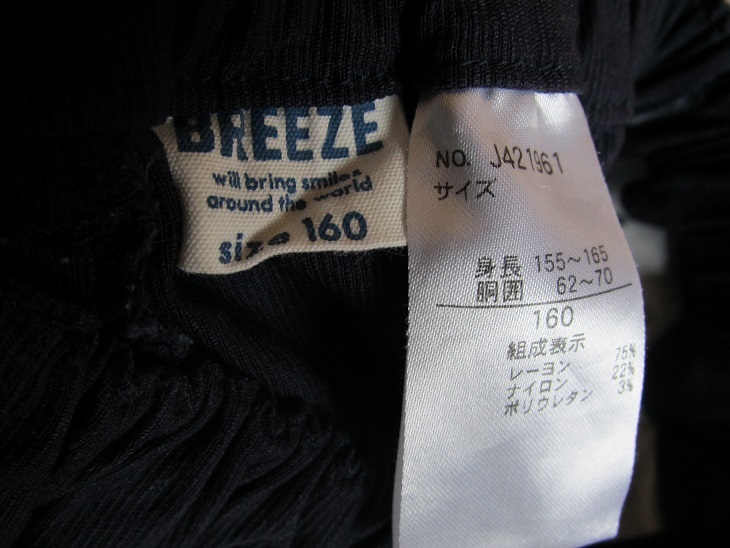 BREEZE
will bring smiles
around the world
size 160
NO. J421961
サイズ
身長 155～165
胴囲 62～70
160
組成表示
レーヨン 75%
ナイロン 22%
ポリウレタン 3%